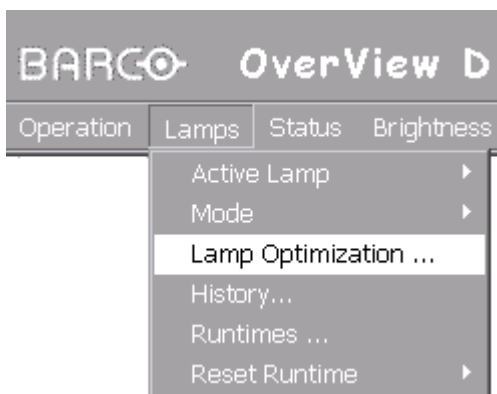 BARCO OverView D
Operation Lamps Status Brightness
Active Lamp
Mode
Lamp Optimization ...
History...
Runtimes ...
Reset Runtime